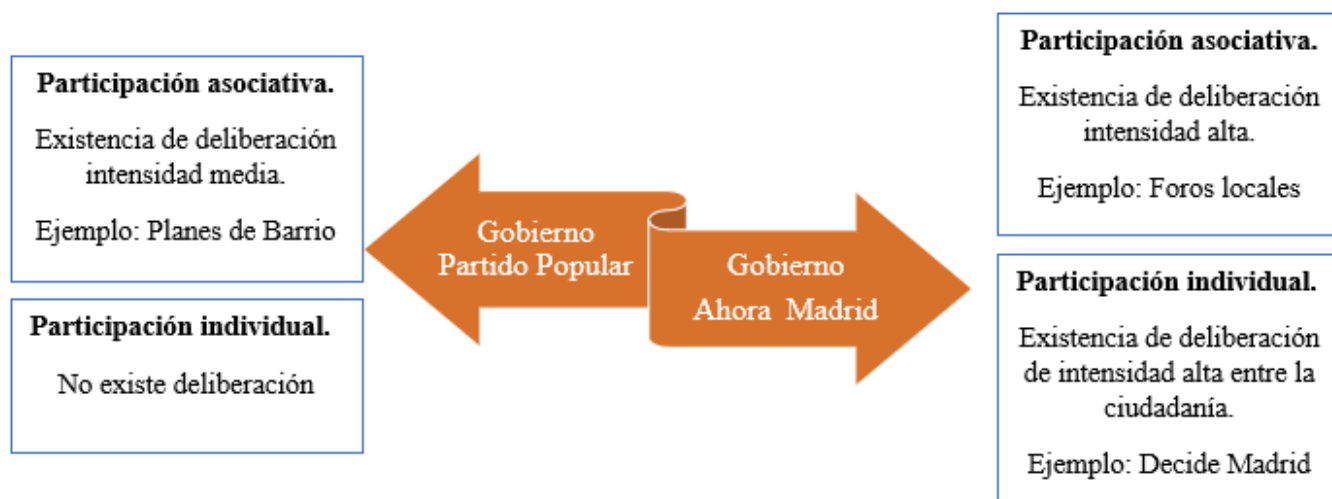 Participación asociativa.
Existencia de deliberación
intensidad media.
Ejemplo: Planes de Barrio
Participación individual.
No existe deliberación
Gobierno
Partido Popular
Gobierno
Ahora Madrid
Participación asociativa.
Existencia de deliberación
intensidad alta.
Ejemplo: Foros locales
Participación individual.
Existencia de deliberación
de intensidad alta entre la
ciudadanía.
Ejemplo: Decide Madrid